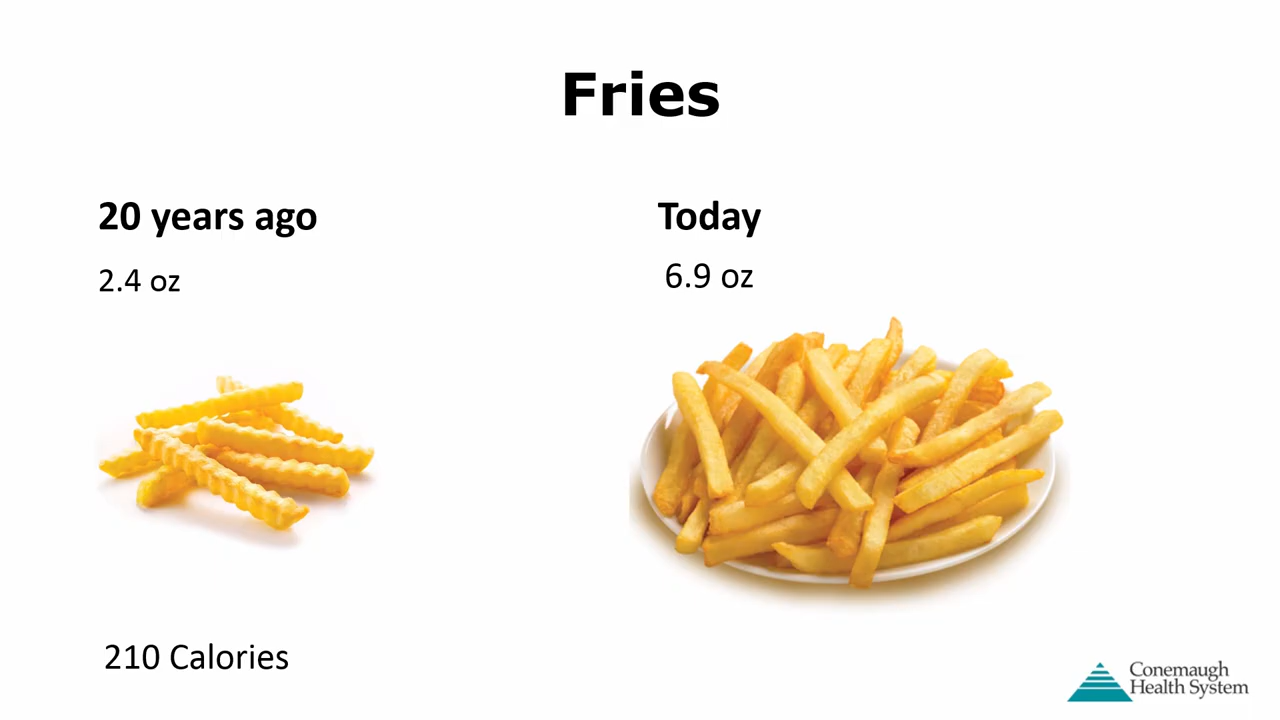 Fries
20 years ago
2.4 oz
210 Calories
Today
6.9 oz
Conemaugh
Health System